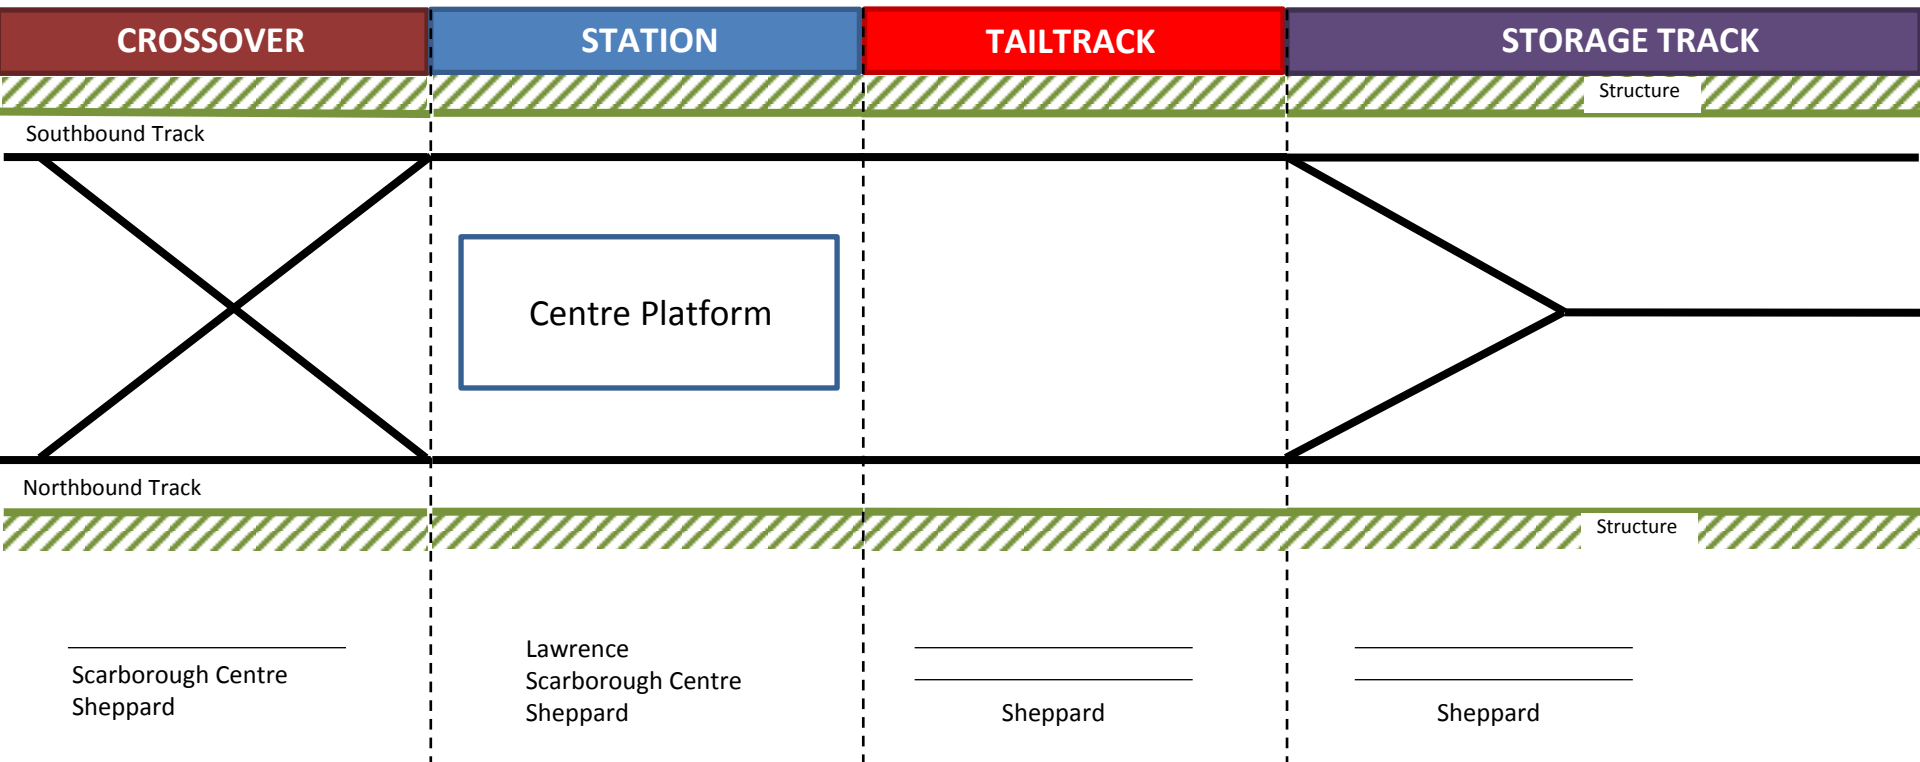 CROSSOVER
STATION
TAILTRACK
STORAGE TRACK
Structure
Southbound Track
Centre Platform
Northbound Track
Structure
Scarborough Centre
Sheppard
Lawrence
Scarborough Centre
Sheppard
Sheppard
Sheppard